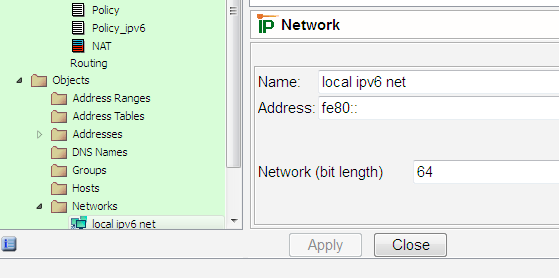 Policy
Policy_ipv6
NAT
Routing
Objects
Address Ranges
Address Tables
Addresses
DNS Names
Groups
Hosts
Networks
local ipv6 net
IP Network
Name: local ipv6 net
Address: fe80::
Network (bit length) 64
Apply Close